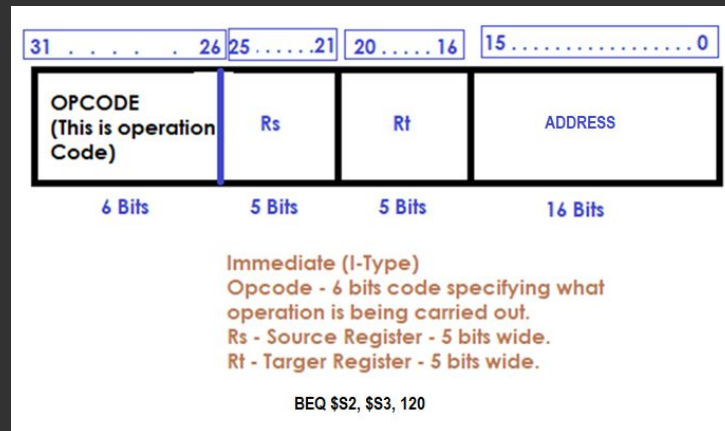 31 . . . . . 26 25 . . . . . . 21 20 . . . . . 16 15 . . . . . . . . . . . . . . . . . 0
OPCODE
(This is operation
Code)
Rs
Rt
ADDRESS
6 Bits 5 Bits 5 Bits 16 Bits
Immediate (I-Type)
Opcode - 6 bits code specifying what
operation is being carried out.
Rs - Source Register - 5 bits wide.
Rt - Targer Register - 5 bits wide.
BEQ $S2, $S3, 120